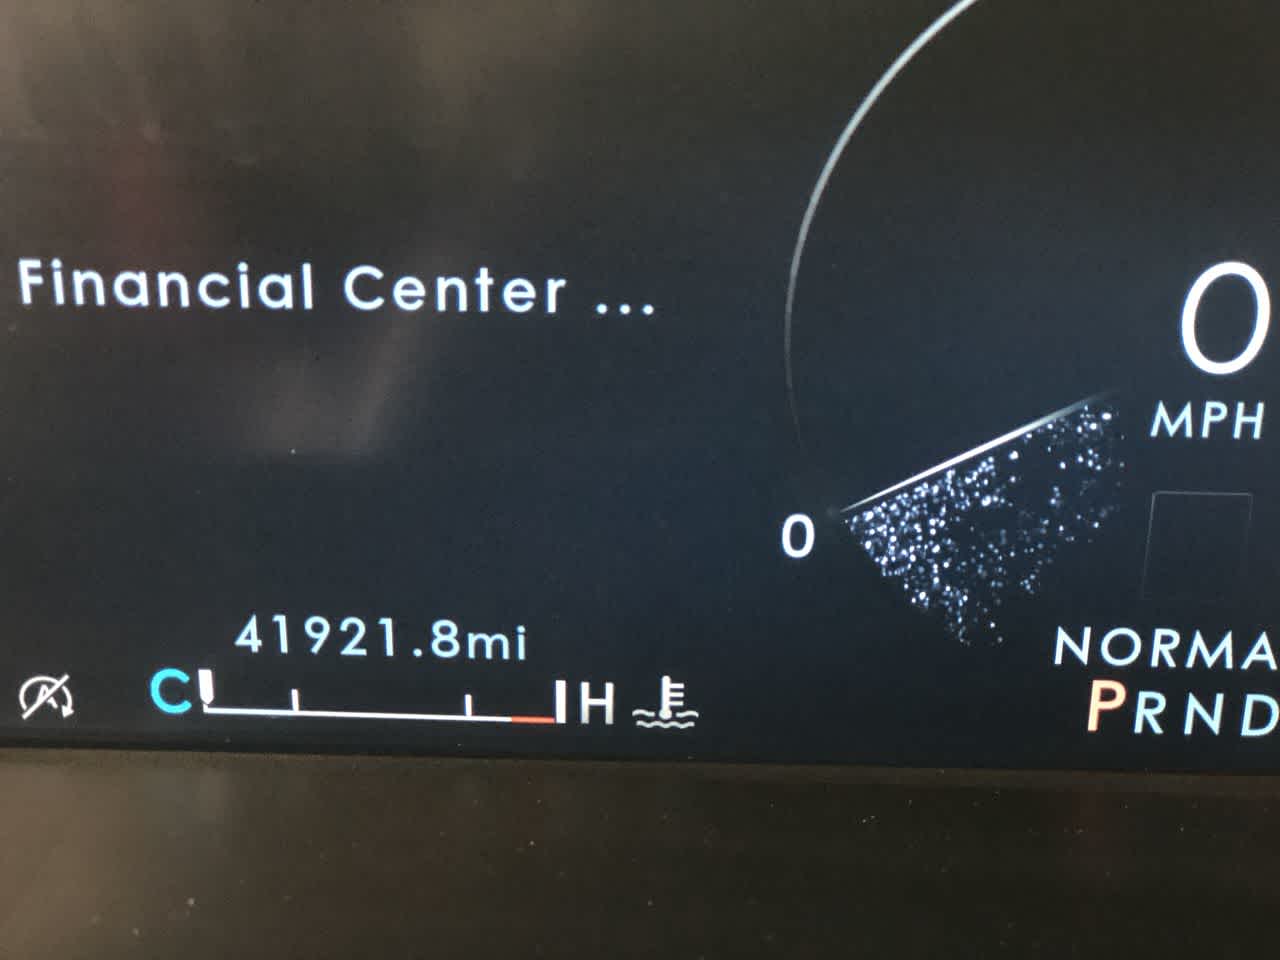 Financial Center ...
0
MPH
0
41921.8mi
NORMA
C H
PRND